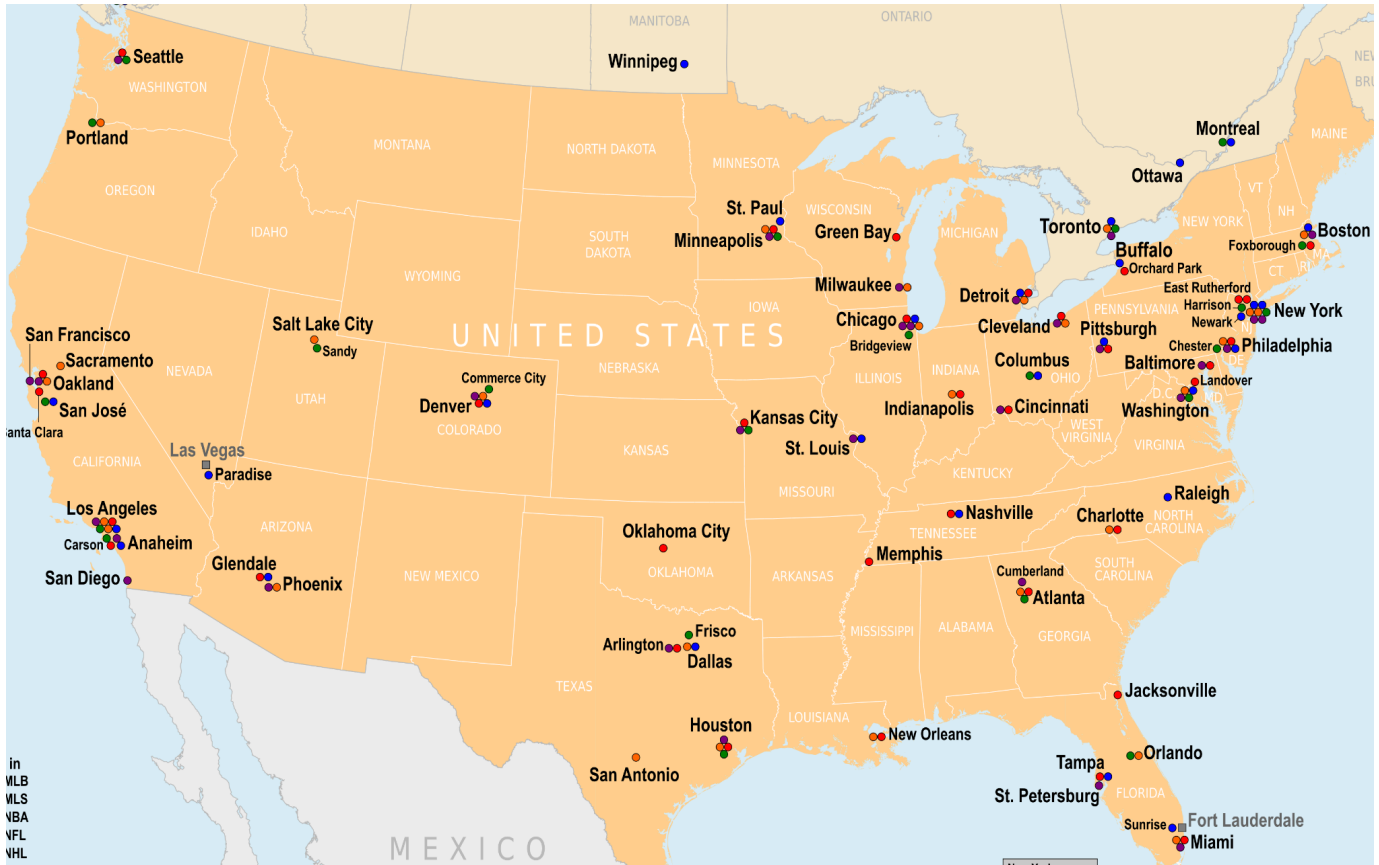 MANITOBA
ONTARIO
Winnipeg
Seattle
WASHINGTON
Portland
OREGON
MONTANA
NORTH DAKOTA
MINNESOTA
Montreal
MAINE
Ottawa
VT
NH
IDAHO
SOUTH
DAKOTA
St. Paul
Minneapolis
WISCONSIN
Green Bay
MICHIGAN
Toronto
NEW YORK
Boston
Foxborough
MA
CT
RI
Buffalo
Orchard Park
WYOMING
IOWA
Milwaukee
Detroit
East Rutherford
Harrison
Newark
NJ
New York
PENNSYLVANIA
UNITED STATES
Chicago
Bridgeview
Cleveland
Pittsburgh
Chester
Philadelphia
San Francisco
Sacramento
Oakland
San José
Santa Clara
Salt Lake City
Sandy
NEVADA
UTAH
Commerce City
Denver
COLORADO
NEBRASKA
ILLINOIS
INDIANA
Indianapolis
Columbus
OHIO
Cincinnati
Baltimore
Landover
D.C.
MD
DE
Washington
CALIFORNIA
Las Vegas
Paradise
KANSAS
Kansas City
St. Louis
MISSOURI
KENTUCKY
WEST
VIRGINIA
VIRGINIA
Los Angeles
Carson
Anaheim
San Diego
ARIZONA
Glendale
Phoenix
NEW MEXICO
Oklahoma City
OKLAHOMA
ARKANSAS
Memphis
Nashville
TENNESSEE
Raleigh
NORTH
CAROLINA
Charlotte
SOUTH
CAROLINA
Cumberland
Atlanta
GEORGIA
ALABAMA
MISSISSIPPI
Frisco
Arlington
Dallas
TEXAS
LOUISIANA
Houston
San Antonio
New Orleans
Jacksonville
Orlando
Tampa
St. Petersburg
FLORIDA
Sunrise
Fort Lauderdale
Miami
MEXICO
in
MLB
MLS
NBA
NFL
NHL